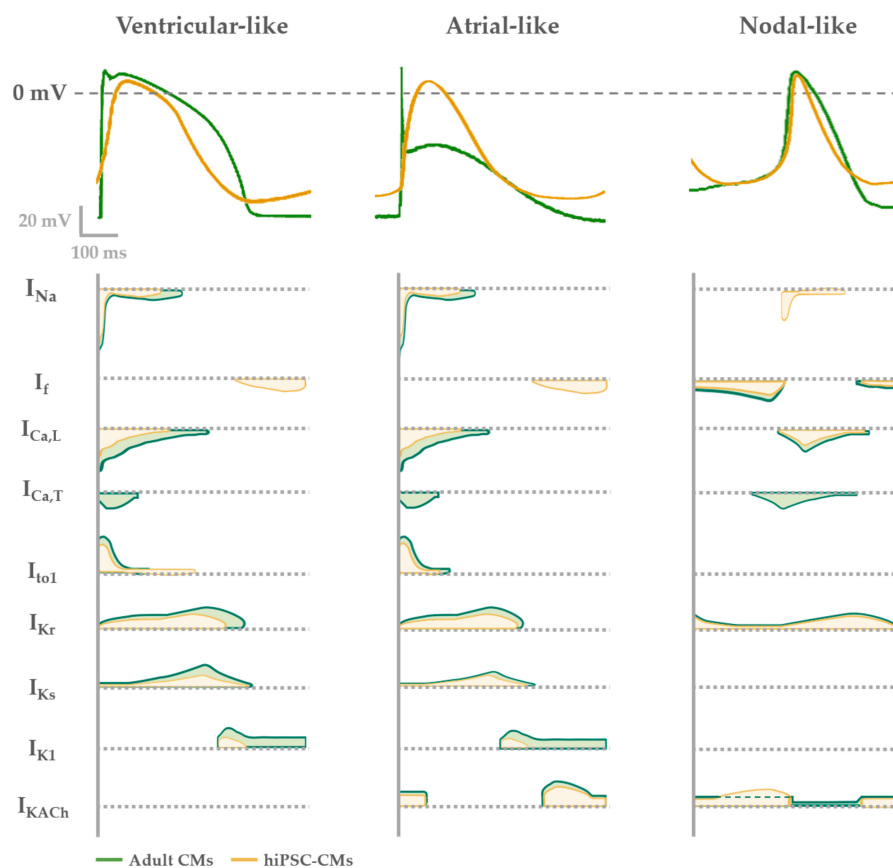 Ventricular-like Atrial-like Nodal-like
0 mV
20 mV
100 ms
INa
If
ICa,L
ICa,T
Ito1
IKr
IKs
IK1
IKACh
Adult CMs hiPSC-CMs